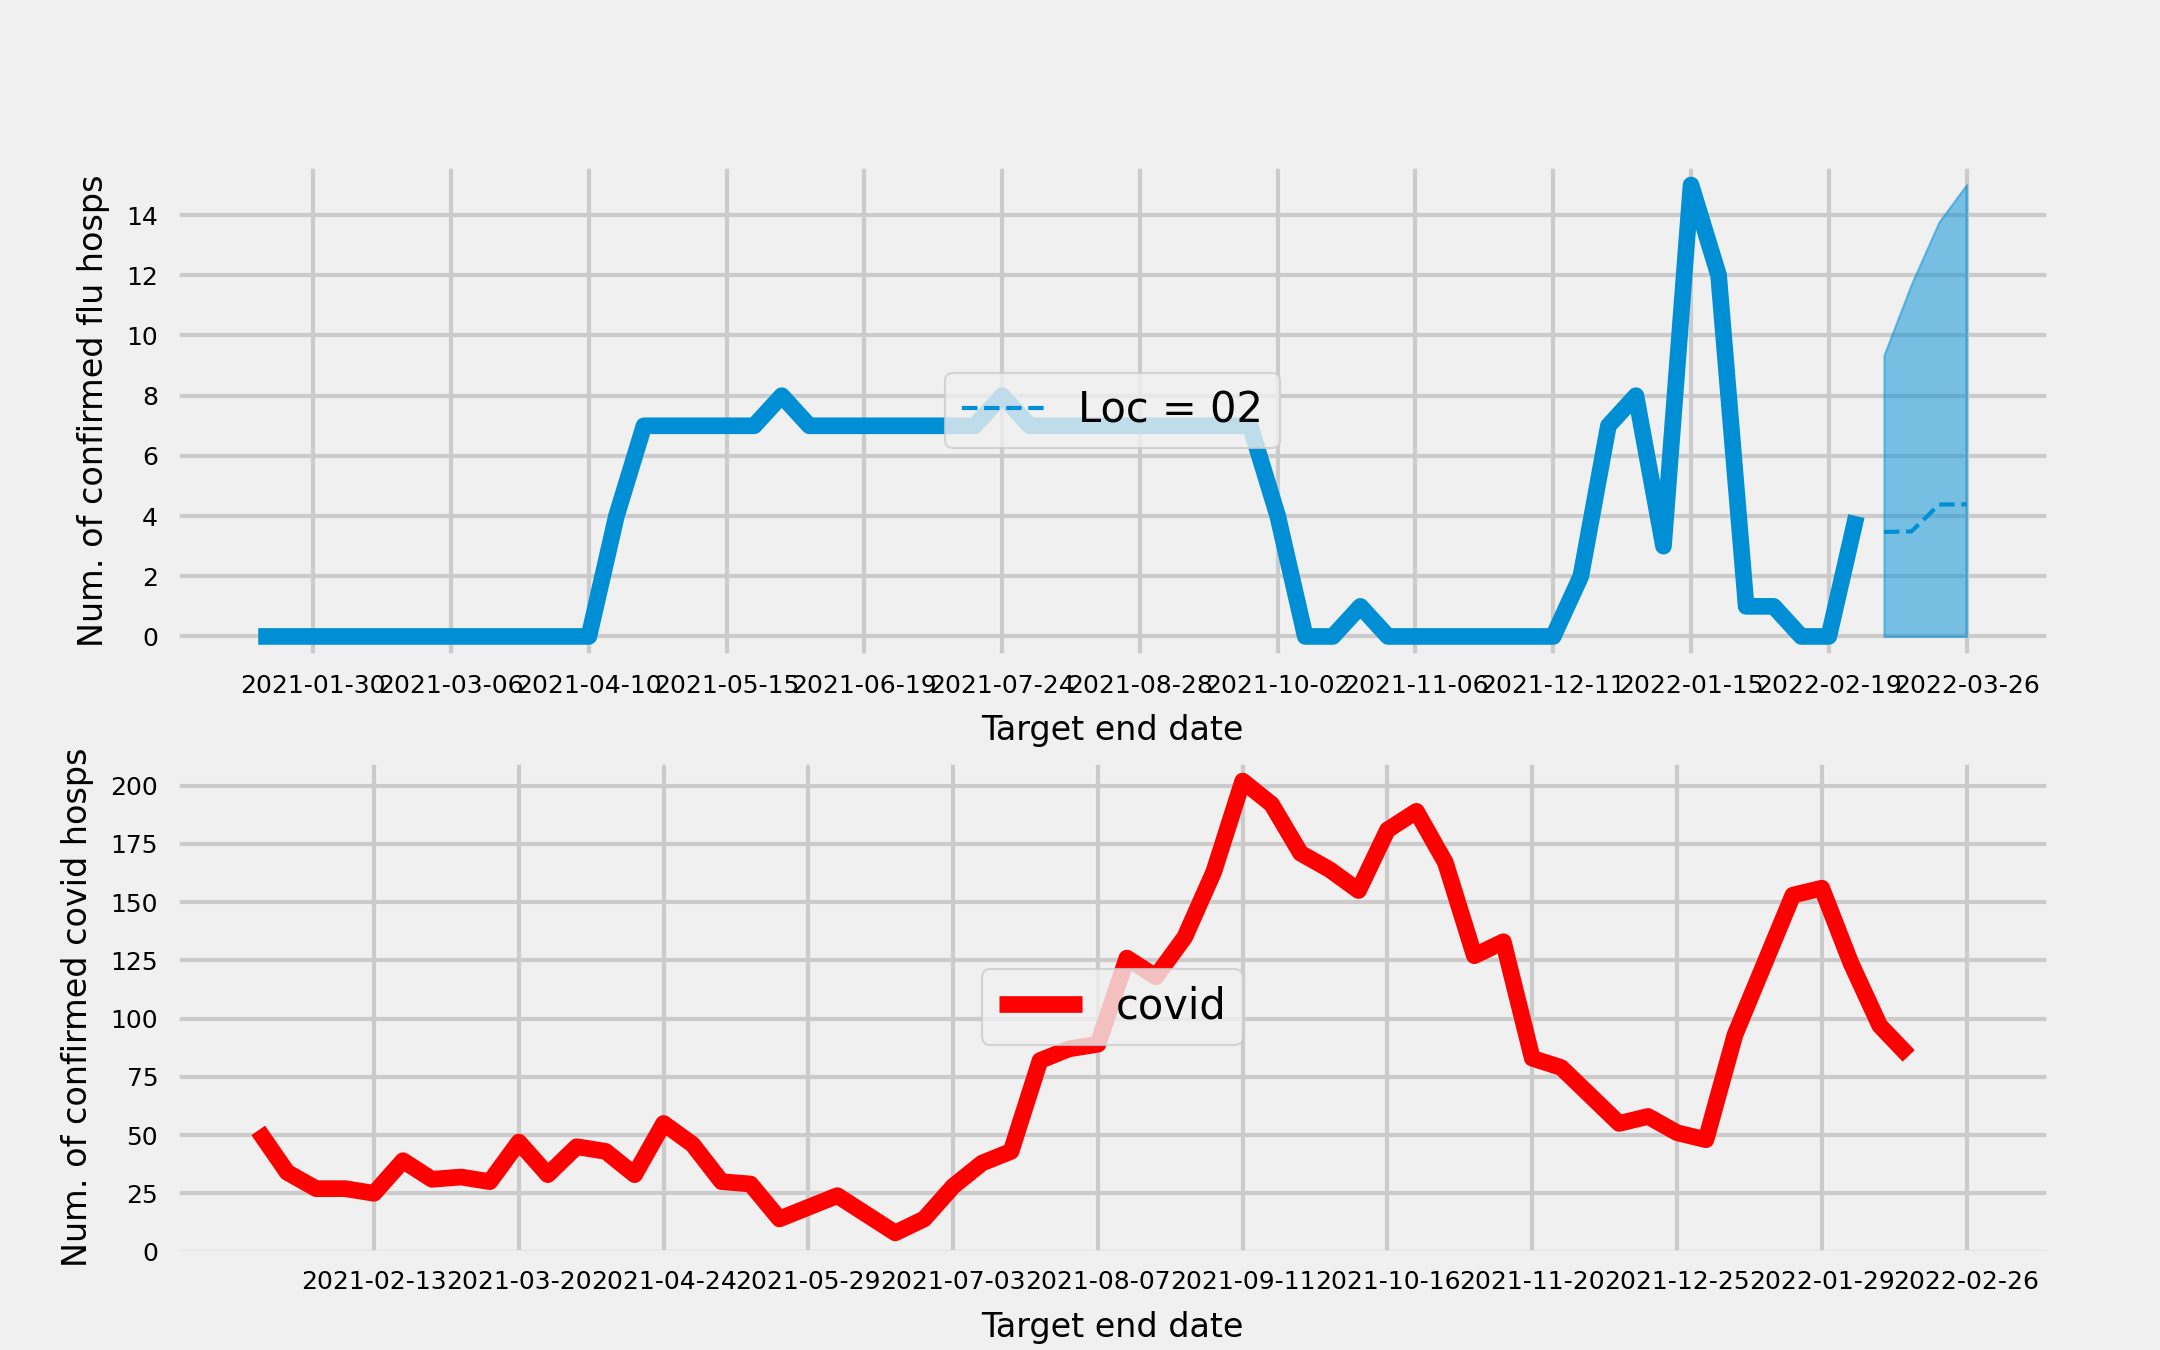 Num. of confirmed flu hosps
14
12
10
8
6
4
2
0
Loc = 02
2021-01-30 2021-03-06 2021-04-10 2021-05-15 2021-06-19 2021-07-24 2021-08-28 2021-10-02 2021-11-06 2021-12-11 2022-01-15 2022-02-19 2022-03-26
Target end date
Num. of confirmed covid hosps
200
175
150
125
100
75
50
25
0
covid
2021-02-13 2021-03-20 2021-04-24 2021-05-29 2021-07-03 2021-08-07 2021-09-11 2021-10-16 2021-11-20 2021-12-25 2022-01-29 2022-02-26
Target end date